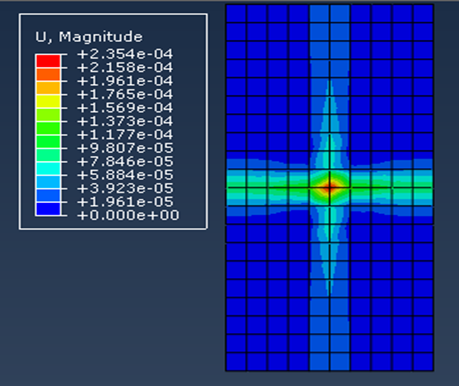 U, Magnitude
+2.354e-04
+2.158e-04
+1.961e-04
+1.765e-04
+1.569e-04
+1.373e-04
+1.177e-04
+9.807e-05
+7.846e-05
+5.884e-05
+3.923e-05
+1.961e-05
+0.000e+00